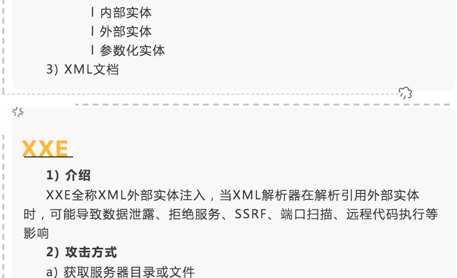 l 内部实体
l 外部实体
l 参数化实体
3) XML文档
XXE
1) 介绍
XXE全称XML外部实体注入，当XML解析器在解析引用外部实体
时，可能导致数据泄露、拒绝服务、SSRF、端口扫描、远程代码执行等
影响
2) 攻击方式
a) 获取服务器目录或文件